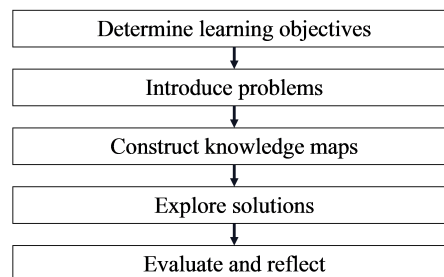 Determine learning objectives
Introduce problems
Construct knowledge maps
Explore solutions
Evaluate and reflect